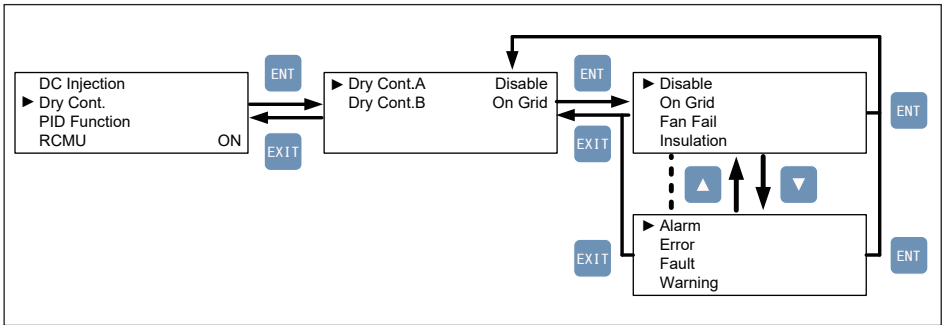 DC Injection
► Dry Cont.
PID Function
RCMU ON
ENT
EXIT
► Dry Cont.A Disable
Dry Cont.B On Grid
ENT
EXIT
► Disable
On Grid
Fan Fail
Insulation
ENT
▲ ▼
EXIT
► Alarm
Error
Fault
Warning
ENT